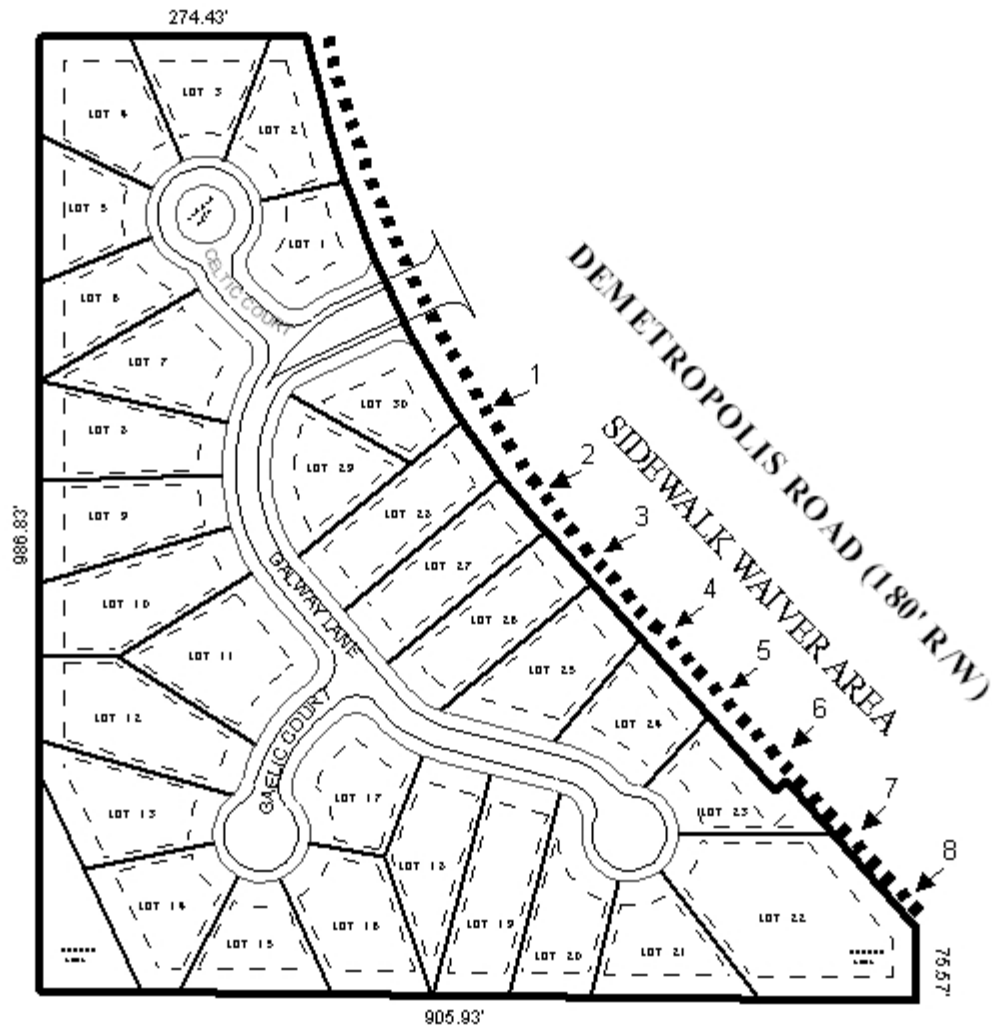 274.43'
LOT 4
LOT 3
LOT 2
LOT 5
LOT 1
CELTIC COURT
LOT 6
LOT 7
DEMETROPOLIS ROAD (180' R/W)
SIDEWALK WAIVER AREA
1
2
3
4
5
6
7
8
LOT 30
LOT 8
LOT 29
LOT 9
LOT 28
986.83'
GALWAY LANE
LOT 27
LOT 10
LOT 26
LOT 11
LOT 25
LOT 12
GAELIC COURT
LOT 24
LOT 13
LOT 17
LOT 23
LOT 18
LOT 14
LOT 15
LOT 16
LOT 19
LOT 20
LOT 21
LOT 22
75.57'
905.93'